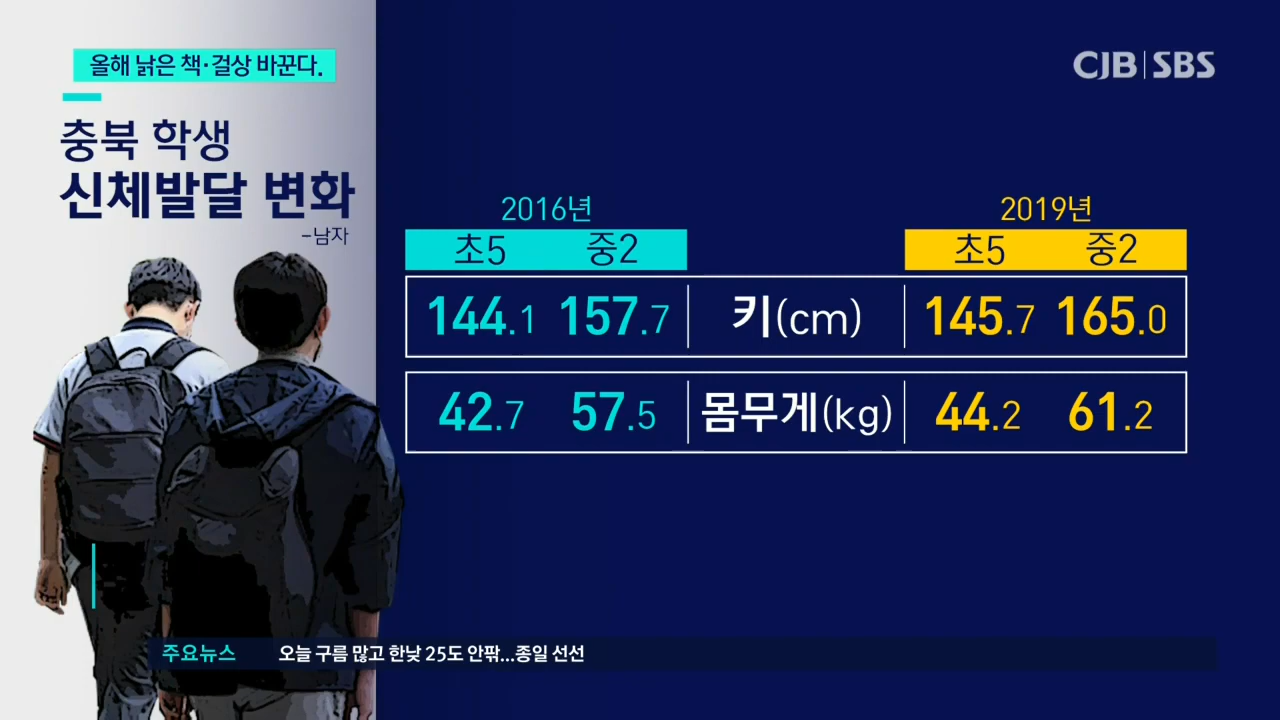 올해 낡은 책·걸상 바꾼다.
CJB SBS
충북 학생
신체발달 변화
-남자
2016년 2019년
초5 중2 초5 중2
144.1 157.7 키(cm) 145.7 165.0
42.7 57.5 몸무게(kg) 44.2 61.2
주요뉴스 오늘 구름 많고 한낮 25도 안팎...종일 선선